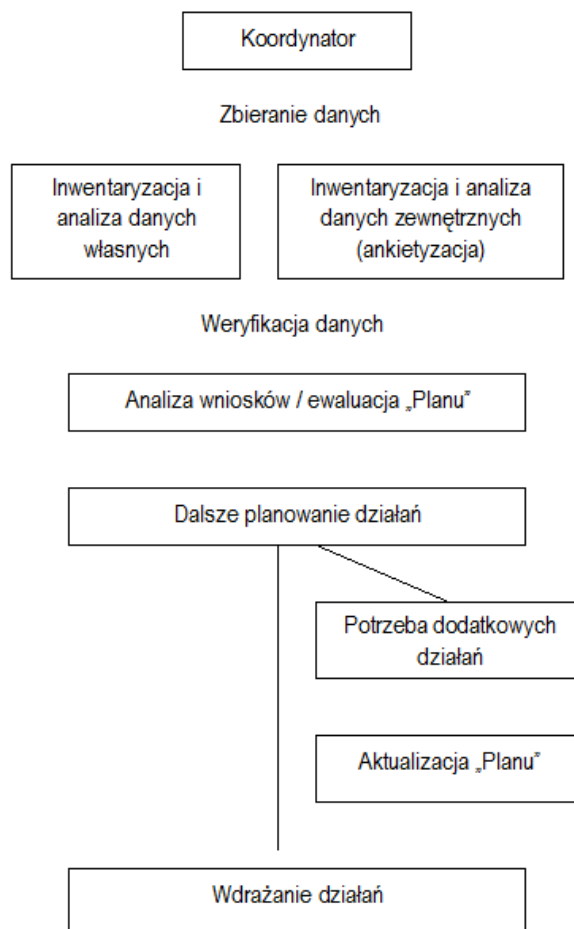 Koordynator
Zbieranie danych
Inwentaryzacja i
analiza danych
własnych
Inwentaryzacja i analiza
danych zewnętrznych
(ankietyzacja)
Weryfikacja danych
Analiza wniosków / ewaluacja „Planu”
Dalsze planowanie działań
Potrzeba dodatkowych
działań
Aktualizacja „Planu”
Wdrażanie działań